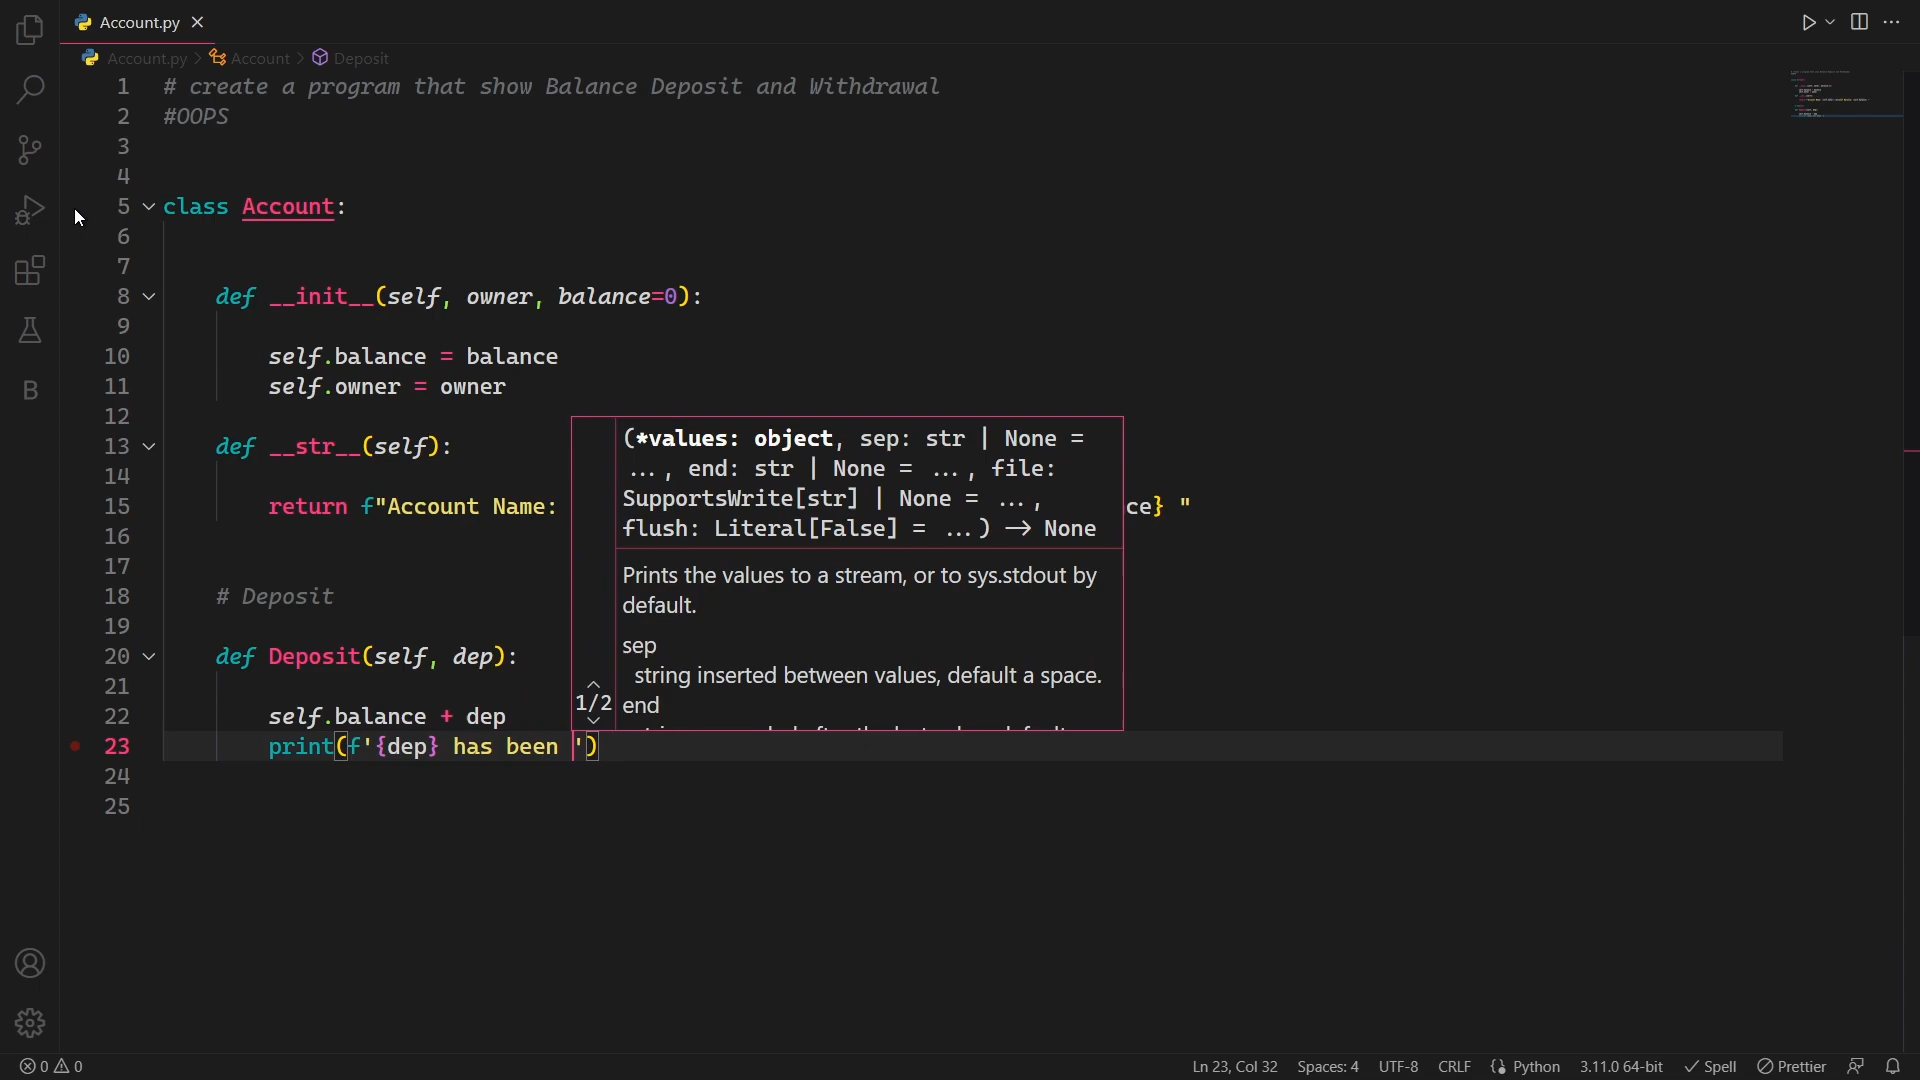 Account.py
Account.py > Account > Deposit
1 # create a program that show Balance Deposit and Withdrawal
2 #OOPS
3
4
5 class Account:
6
7
8 def __init__(self, owner, balance=0):
9
10 self.balance = balance
11 self.owner = owner
12
13 def __str__(self):
14
15 return f"Account Name: ce} "
16
17
18 # Deposit
19
20 def Deposit(self, dep):
21
22 self.balance + dep
23 print(f'{dep} has been ')
24
25
(*values: object, sep: str | None =
..., end: str | None = ..., file:
SupportsWrite[str] | None = ...,
flush: Literal[False] = ...) → None
Prints the values to a stream, or to sys.stdout by
default.
sep
string inserted between values, default a space.
end
1/2
B
0 0
Ln 23, Col 32 Spaces: 4 UTF-8 CRLF Python 3.11.0 64-bit Spell Prettier